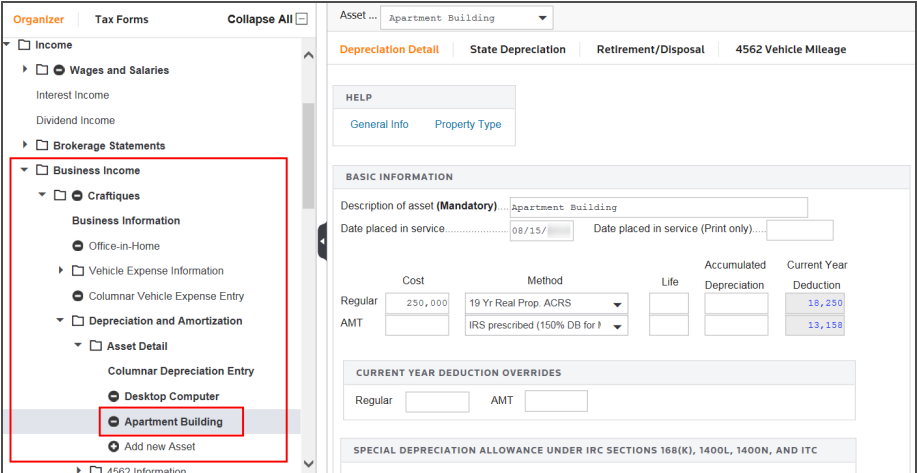 Organizer Tax Forms Collapse All
Income
Wages and Salaries
Interest Income
Dividend Income
Brokerage Statements
Business Income
Craftiques
Business Information
Office-in-Home
Vehicle Expense Information
Columnar Vehicle Expense Entry
Depreciation and Amortization
Asset Detail
Columnar Depreciation Entry
Desktop Computer
Apartment Building
Add new Asset
4562 Information
Asset ... Apartment Building
Depreciation Detail State Depreciation Retirement/Disposal 4562 Vehicle Mileage
HELP
General Info Property Type
BASIC INFORMATION
Description of asset (Mandatory).... Apartment Building
Date placed in service...................... 08/15/ Date placed in service (Print only).....
Accumulated Current Year
Cost Method Life Depreciation Deduction
Regular 250,000 19 Yr Real Prop. ACRS 18,250
AMT IRS prescribed (150% DB for 13,158
CURRENT YEAR DEDUCTION OVERRIDES
Regular AMT
SPECIAL DEPRECIATION ALLOWANCE UNDER IRC SECTIONS 168(K), 1400L, 1400N, AND ITC